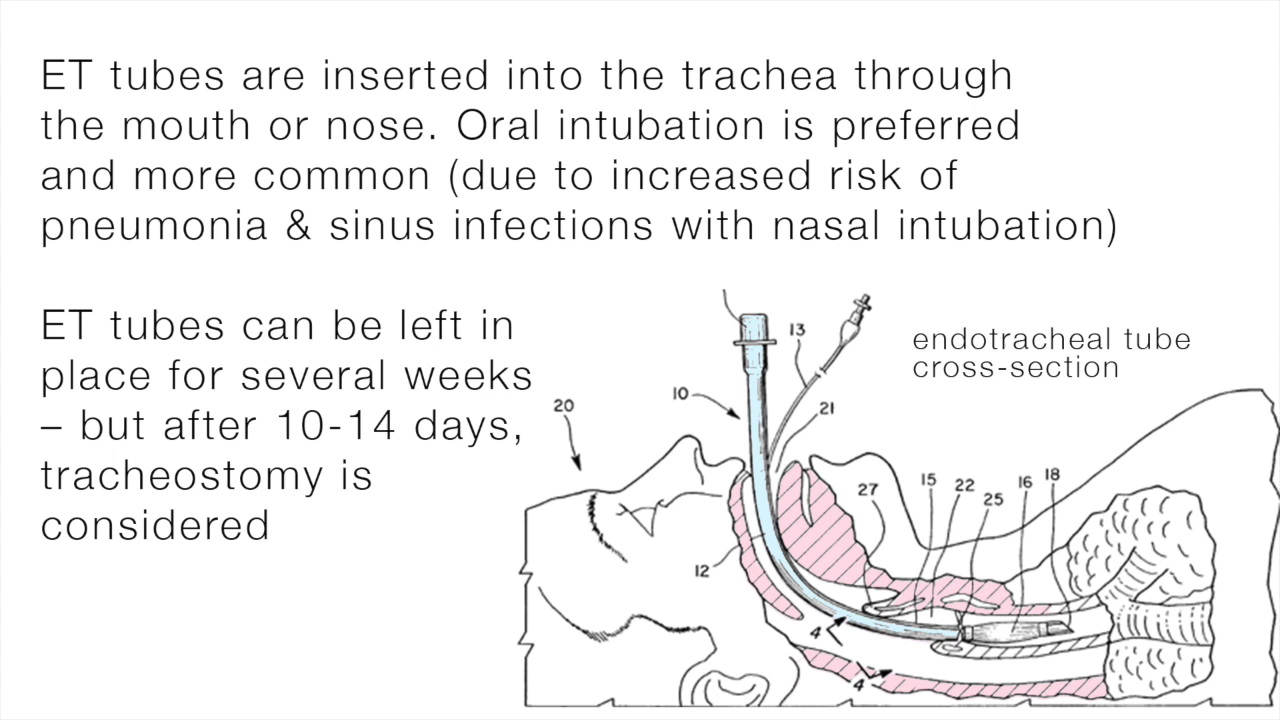 ET tubes are inserted into the trachea through
the mouth or nose. Oral intubation is preferred
and more common (due to increased risk of
pneumonia & sinus infections with nasal intubation)
ET tubes can be left in
place for several weeks
– but after 10-14 days,
tracheostomy is
considered
endotracheal tube
cross-section
13
10
20
21
27
15
22
25
16
18
12
4
4